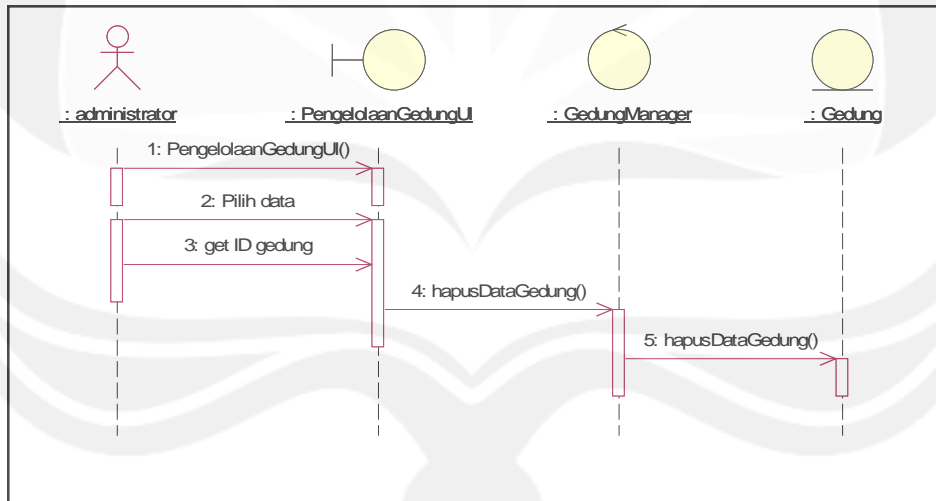 : administrator
: PengelolaanGedungUI
: GedungManager
: Gedung
1: PengelolaanGedungUI()
2: Pilih data
3: get ID gedung
4: hapusDataGedung()
5: hapusDataGedung()